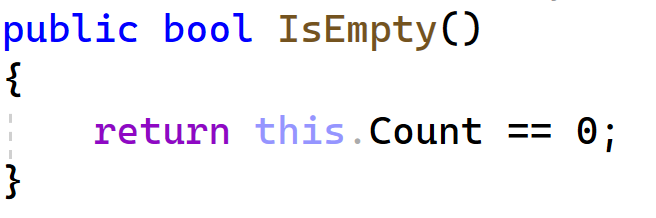 public bool IsEmpty()
{
    return this.Count == 0;
}